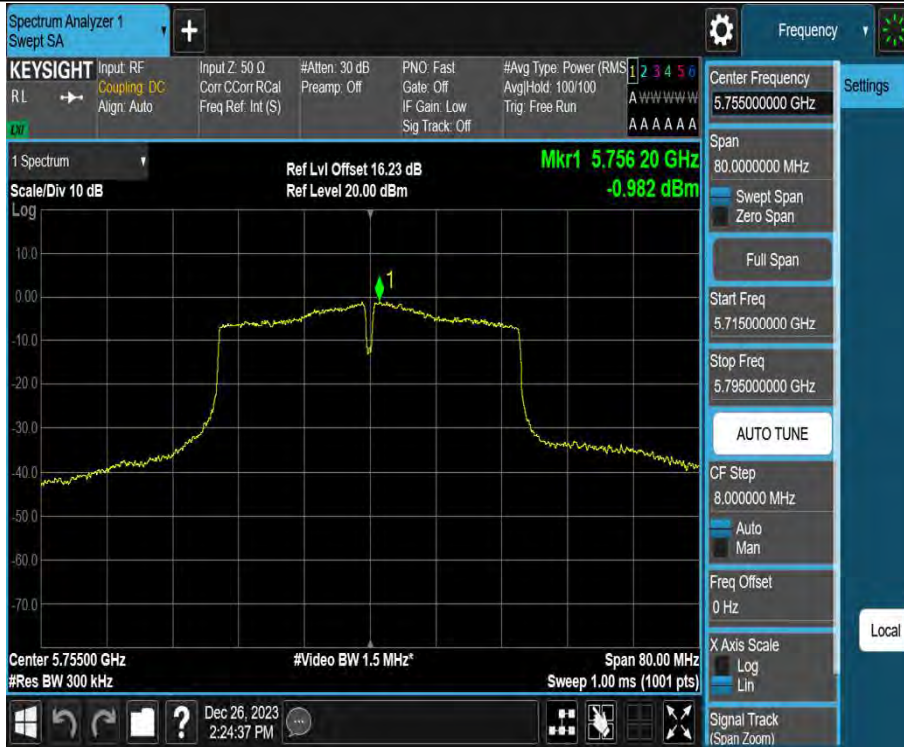 Spectrum Analyzer 1
Swept SA
+
Frequency
KEYSIGHT
RL
LXI
Input: RF
Coupling: DC
Align: Auto
Input Z: 50 Ω
Corr CCorr RCal
Freq Ref: Int (S)
#Atten: 30 dB
Preamp: Off
PNO: Fast
Gate: Off
IF Gain: Low
Sig Track: Off
#Avg Type: Power (RMS
Avg|Hold: 100/100
Trig: Free Run
1 2 3 4 5 6
A W W W W W
A A A A A A
1 Spectrum
Scale/Div 10 dB
Log
Ref Lvl Offset 16.23 dB
Ref Level 20.00 dBm
Mkr1 5.756 20 GHz
-0.982 dBm
10.0
0.00
-10.0
-20.0
-30.0
-40.0
-50.0
-60.0
-70.0
1
Center 5.75500 GHz
#Res BW 300 kHz
#Video BW 1.5 MHz*
Span 80.00 MHz
Sweep 1.00 ms (1001 pts)
?
Dec 26, 2023
2:24:37 PM
Center Frequency
5.755000000 GHz
Span
80.0000000 MHz
Swept Span
Zero Span
Full Span
Start Freq
5.715000000 GHz
Stop Freq
5.795000000 GHz
AUTO TUNE
CF Step
8.000000 MHz
Auto
Man
Freq Offset
0 Hz
X Axis Scale
Log
Lin
Signal Track
(Span Zoom)
Settings
Local